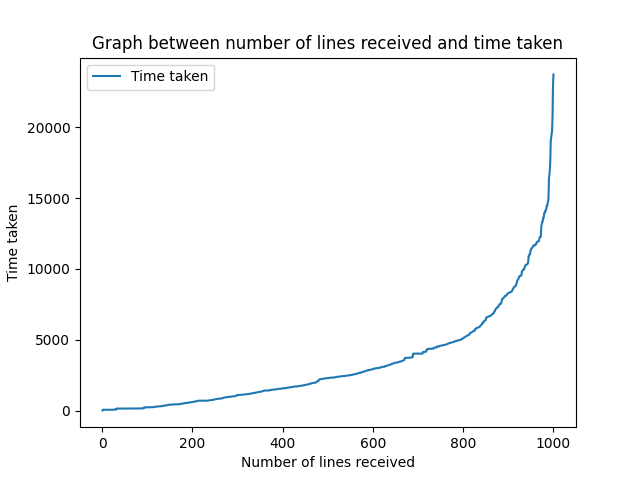 Graph between number of lines received and time taken
Time taken
20000
15000
10000
5000
0
Time taken
0 200 400 600 800 1000
Number of lines received